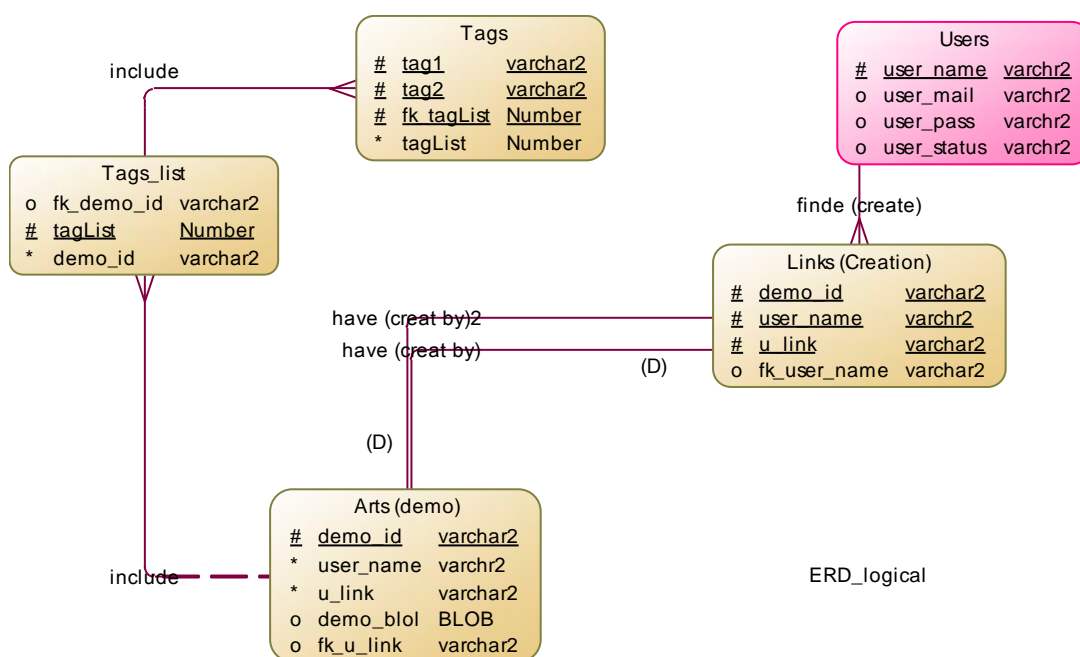 Tags
# tag1 varchar2
# tag2 varchar2
# fk_tagList Number
* tagList Number
Users
# user_name varchr2
o user_mail varchr2
o user_pass varchr2
o user_status varchr2
include
Tags_list
o fk_demo_id varchar2
# tagList Number
* demo_id varchar2
finde (create)
Links (Creation)
# demo_id varchar2
# user_name varchr2
# u_link varchar2
o fk_user_name varchar2
have (creat by)2
have (creat by)
(D)
(D)
Arts (demo)
# demo_id varchar2
* user_name varchr2
* u_link varchar2
o demo_blol BLOB
o fk_u_link varchar2
include
ERD_logical